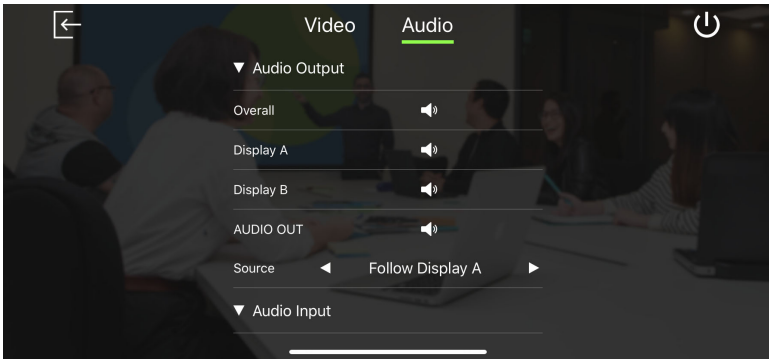 Video Audio
▼ Audio Output
Overall
Display A
Display B
AUDIO OUT
Source ◀ Follow Display A ▶
▼ Audio Input